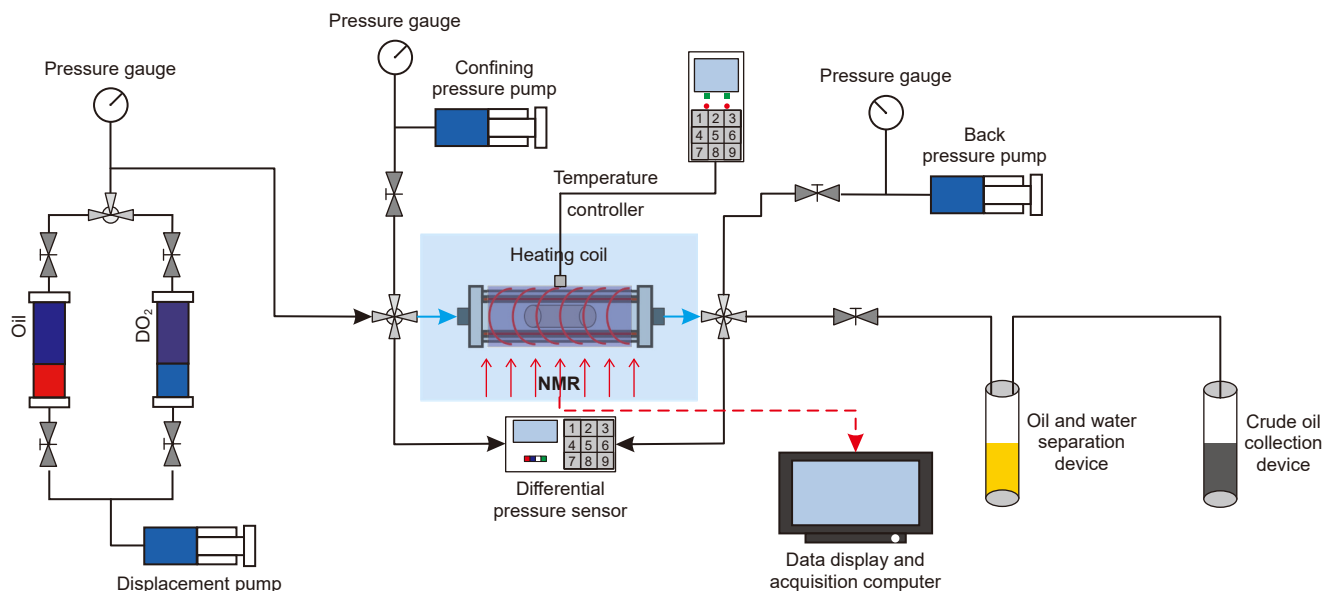 Pressure gauge
Pressure gauge
Confining
pressure pump
1 2 3
4 5 6
7 8 9
Pressure gauge
Back
pressure pump
Temperature
controller
Heating coil
Oil
DO₂
NMR
1 2 3
4 5 6
7 8 9
Differential
pressure sensor
Oil and water
separation
device
Crude oil
collection
device
Data display and
acquisition computer
Displacement pump